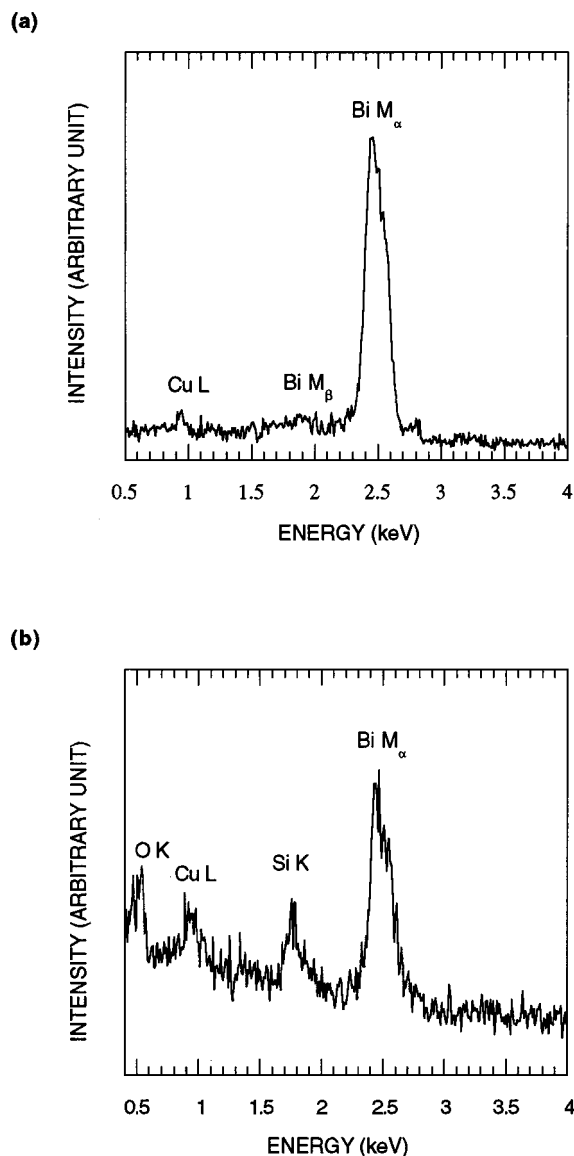 (a)
INTENSITY (ARBITRARY UNIT)
Bi Mα
Cu L
Bi Mβ
0.5 1 1.5 2 2.5 3 3.5 4
ENERGY (keV)
(b)
INTENSITY (ARBITRARY UNIT)
Bi Mα
O K
Cu L
Si K
0.5 1 1.5 2 2.5 3 3.5 4
ENERGY (KeV)